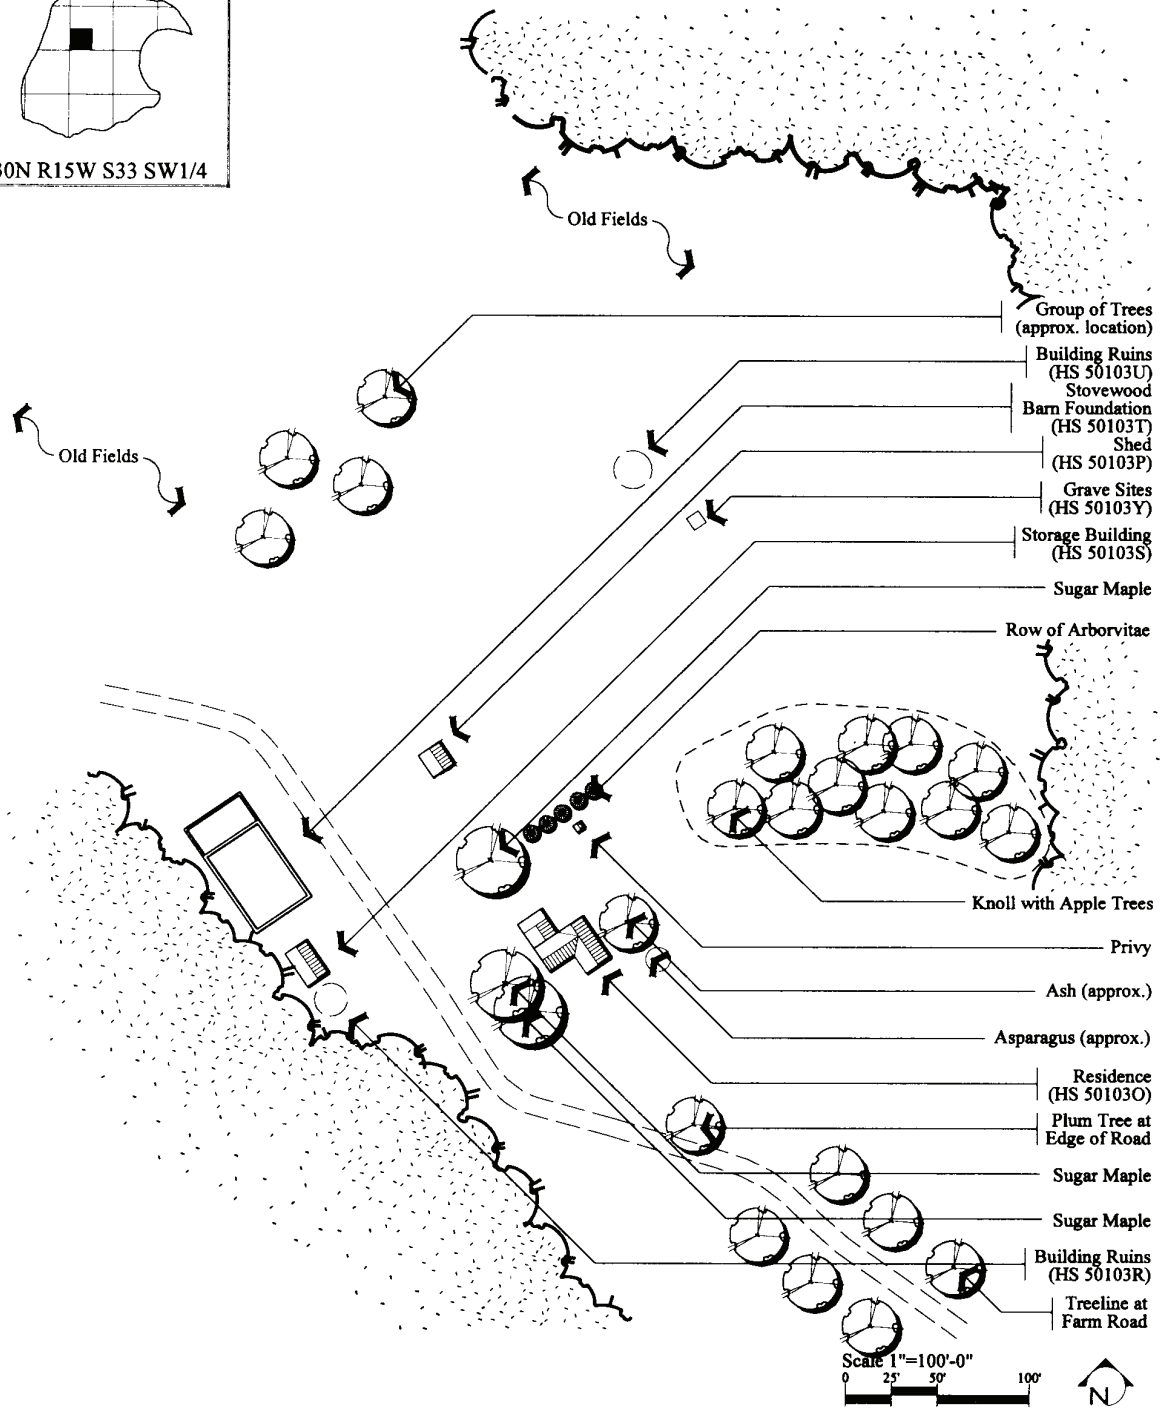 R15W S33 SW1/4
Old Fields
Group of Trees
(approx. location)
Building Ruins
(HS 50103U)
Stovewood
Barn Foundation
(HS 50103T)
Shed
(HS 50103P)
Old Fields
Grave Sites
(HS 50103Y)
Storage Building
(HS 50103S)
Sugar Maple
Row of Arborvitae
Knoll with Apple Trees
Privy
Ash (approx.)
Asparagus (approx.)
Residence
(HS 50103O)
Plum Tree at
Edge of Road
Sugar Maple
Sugar Maple
Building Ruins
(HS 50103R)
Treeline at
Farm Road
Scale 1"=100'-0"
0 25' 50' 100'
N